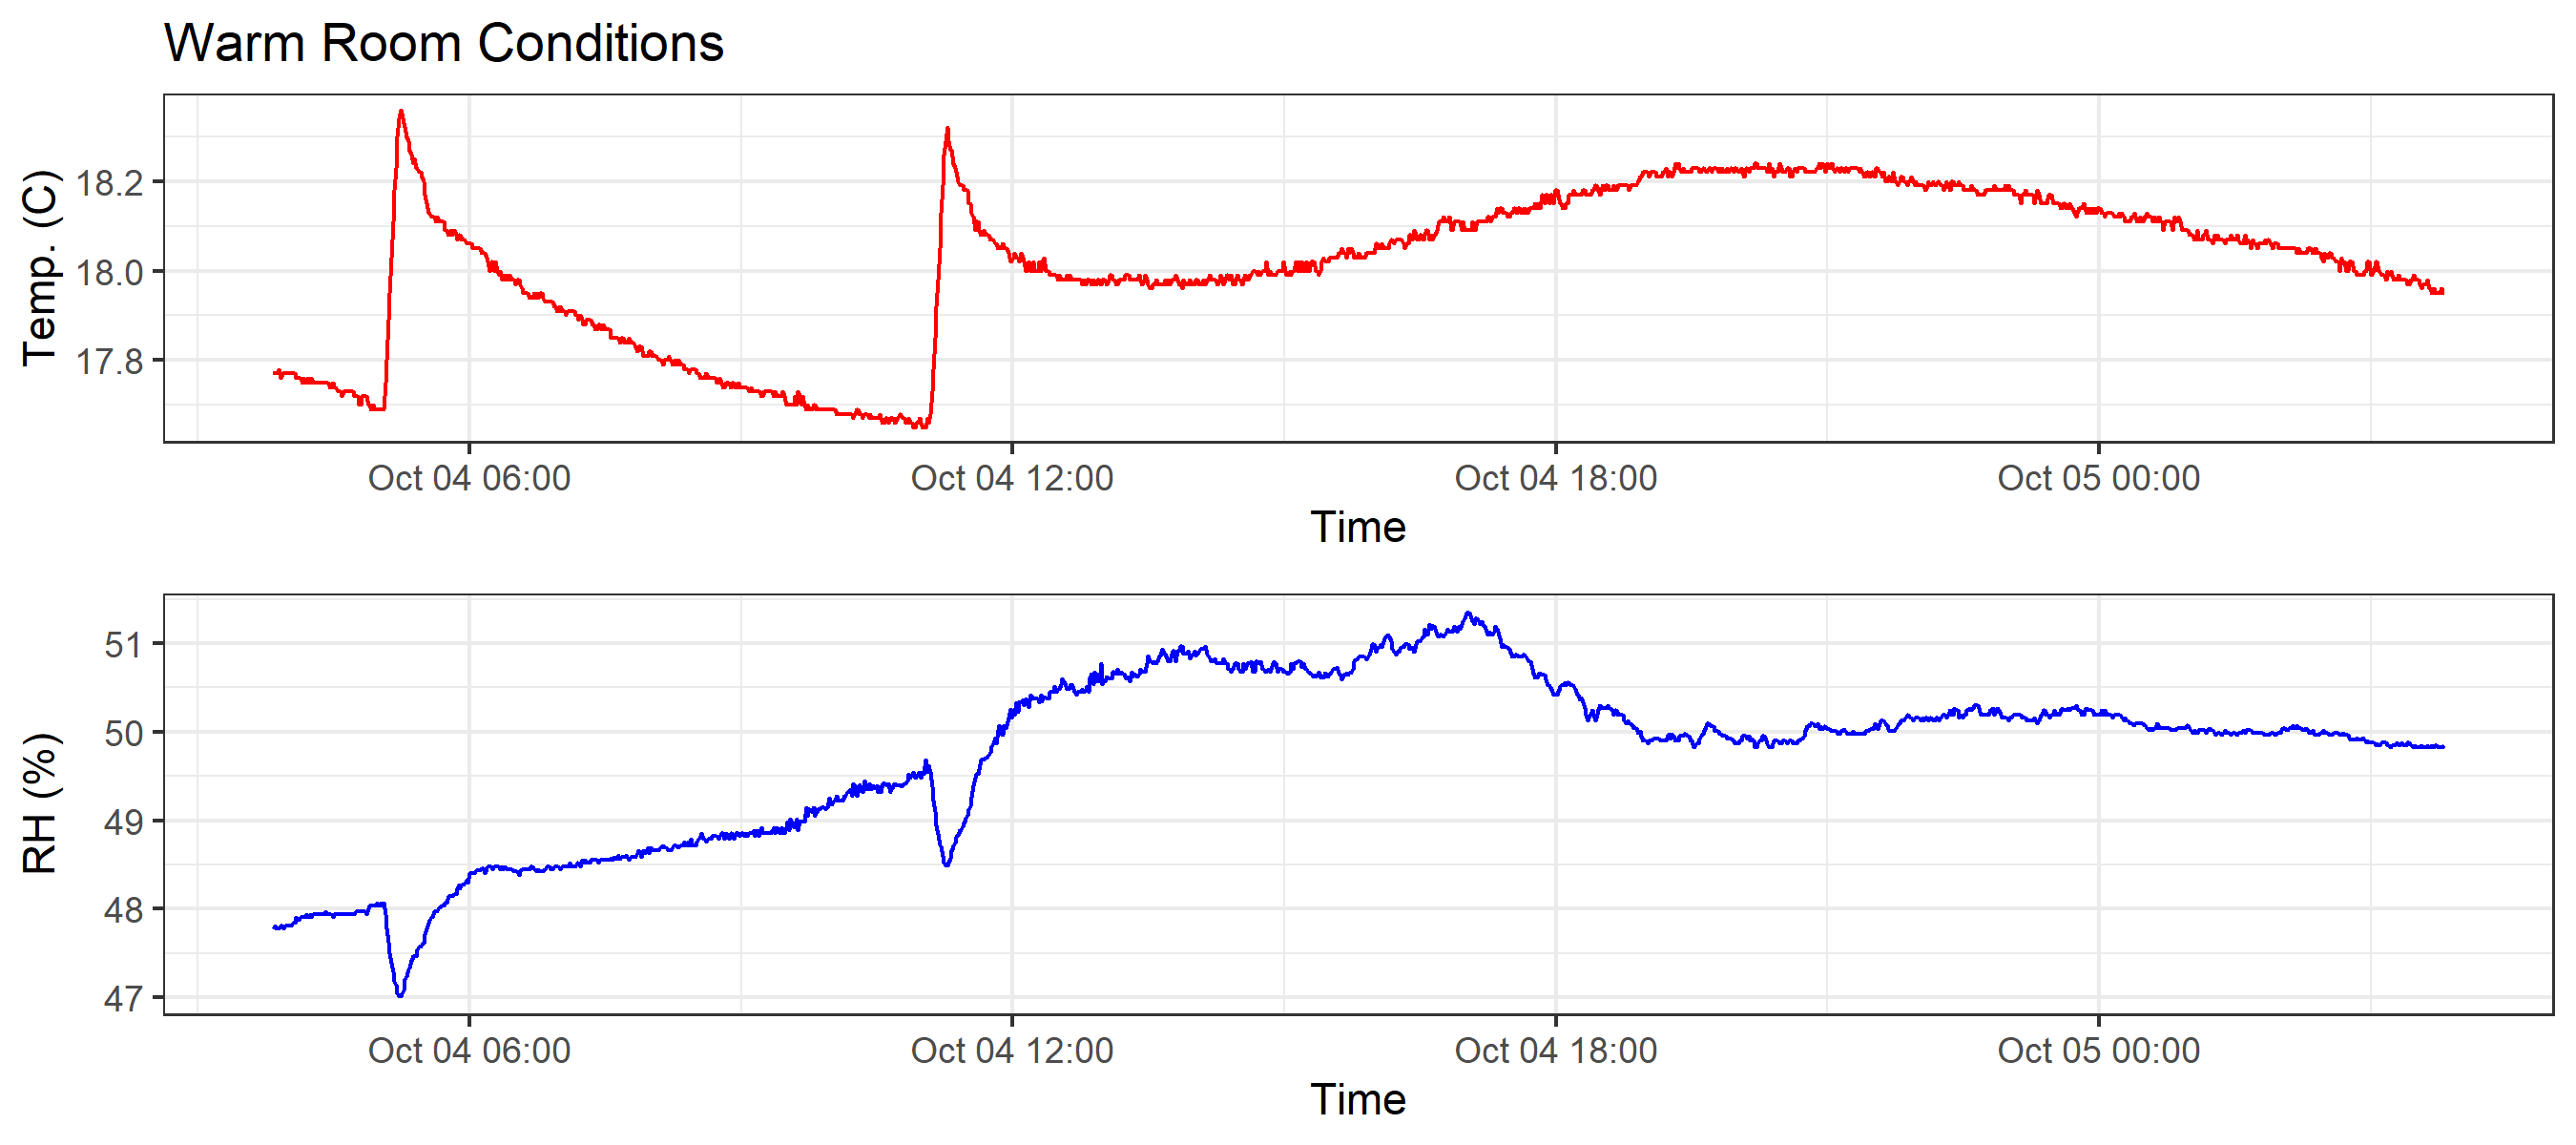 Warm Room Conditions
Temp. (C)
18.2
18.0
17.8
Oct 04 06:00 Oct 04 12:00 Oct 04 18:00 Oct 05 00:00
Time
RH (%)
51
50
49
48
47
Oct 04 06:00 Oct 04 12:00 Oct 04 18:00 Oct 05 00:00
Time